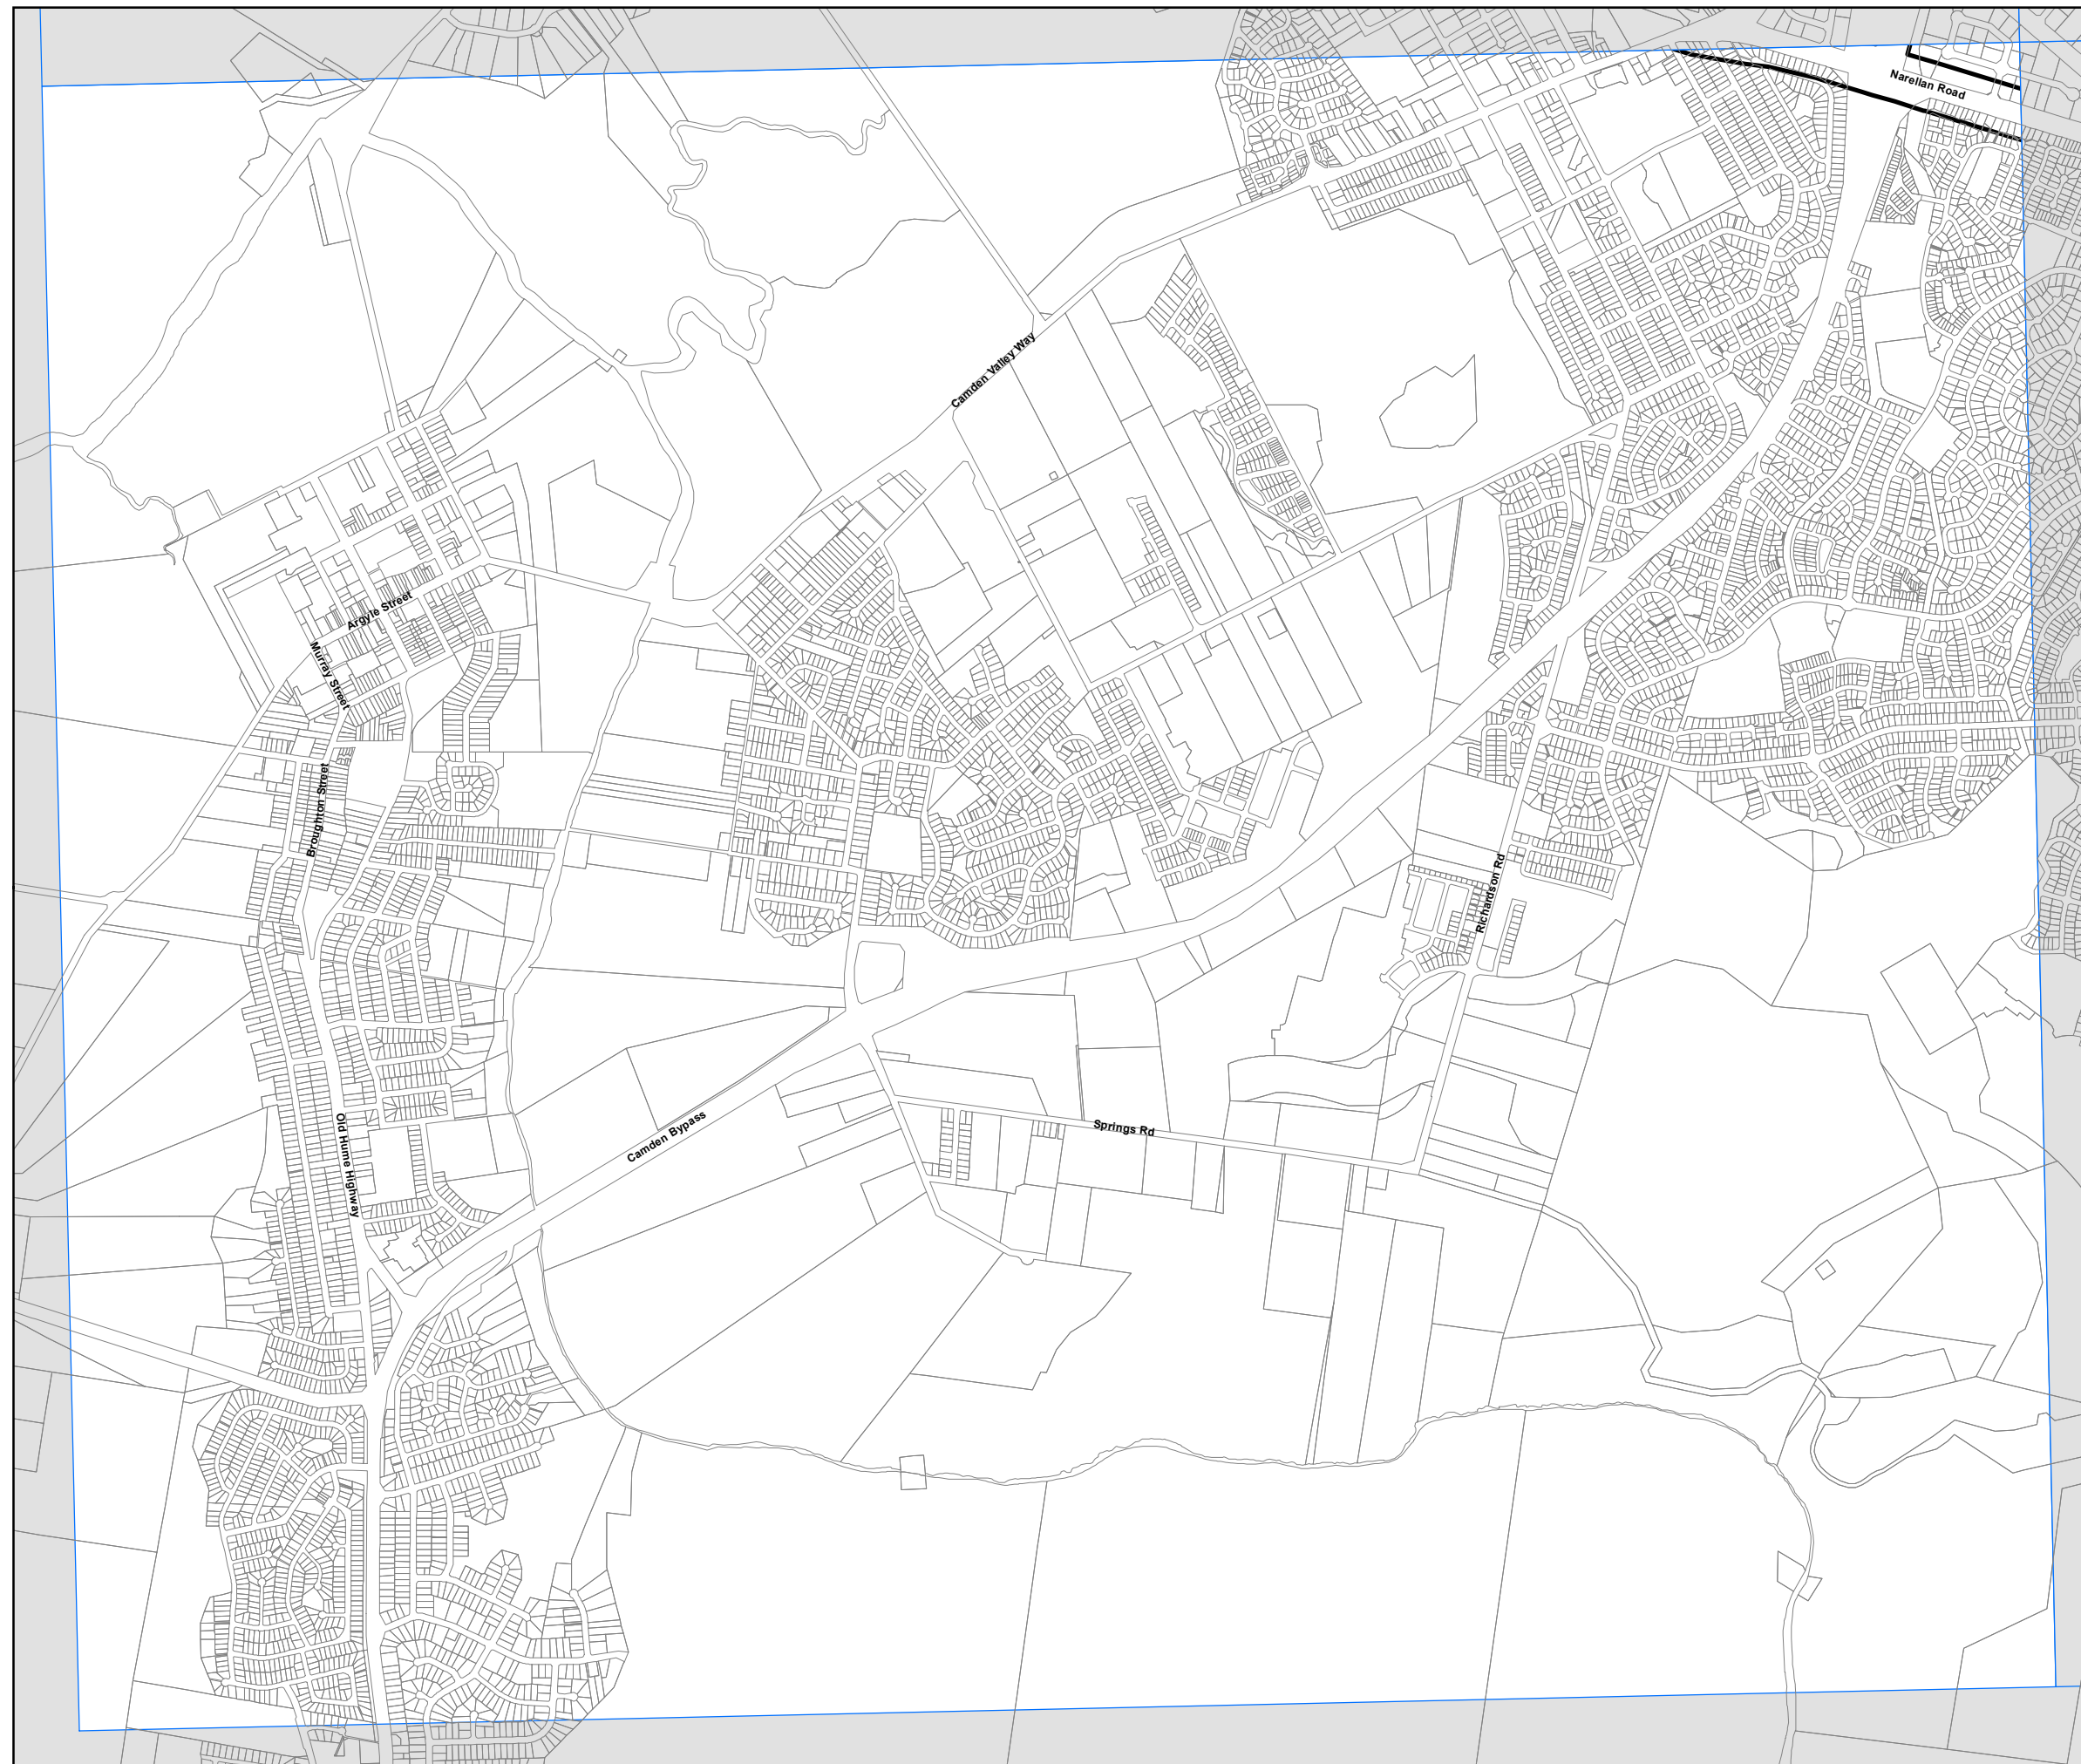 Narellan Road
Camden Valley Way
Argyle Street
Murray Street
Broughton Street
Richardson Rd
Old Hume Highway
Camden Bypass
Springs Rd